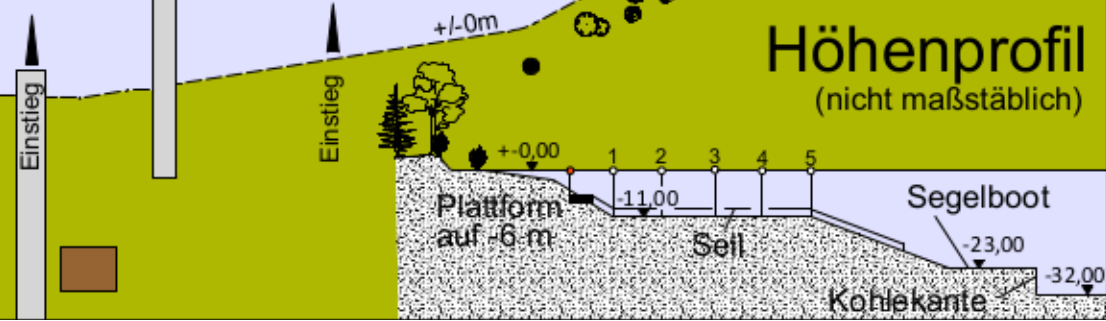 +/-0m
Höhenprofil
(nicht maßstäblich)
Einstieg
Einstieg
+-0,00
1 2 3 4 5
Plattform
auf -6 m
-11,00
Seil
Segelboot
-23,00
-32,00
Kohlekante